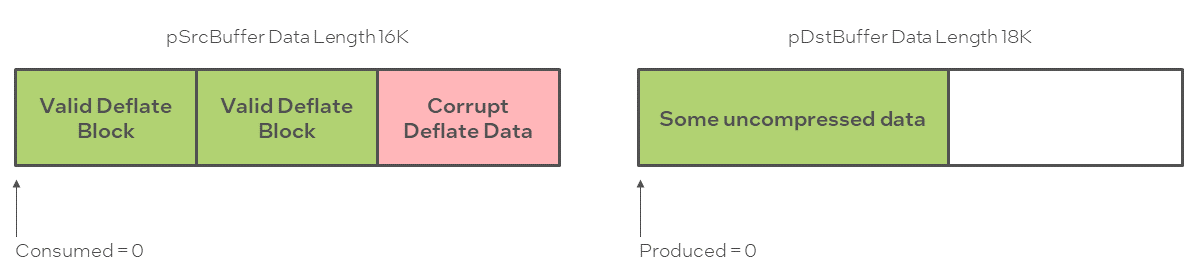 pSrcBuffer Data Length 16K
pDstBuffer Data Length 18K
Valid Deflate
Block
Valid Deflate
Block
Corrupt
Deflate Data
Some uncompressed data
Consumed = 0
Produced = 0